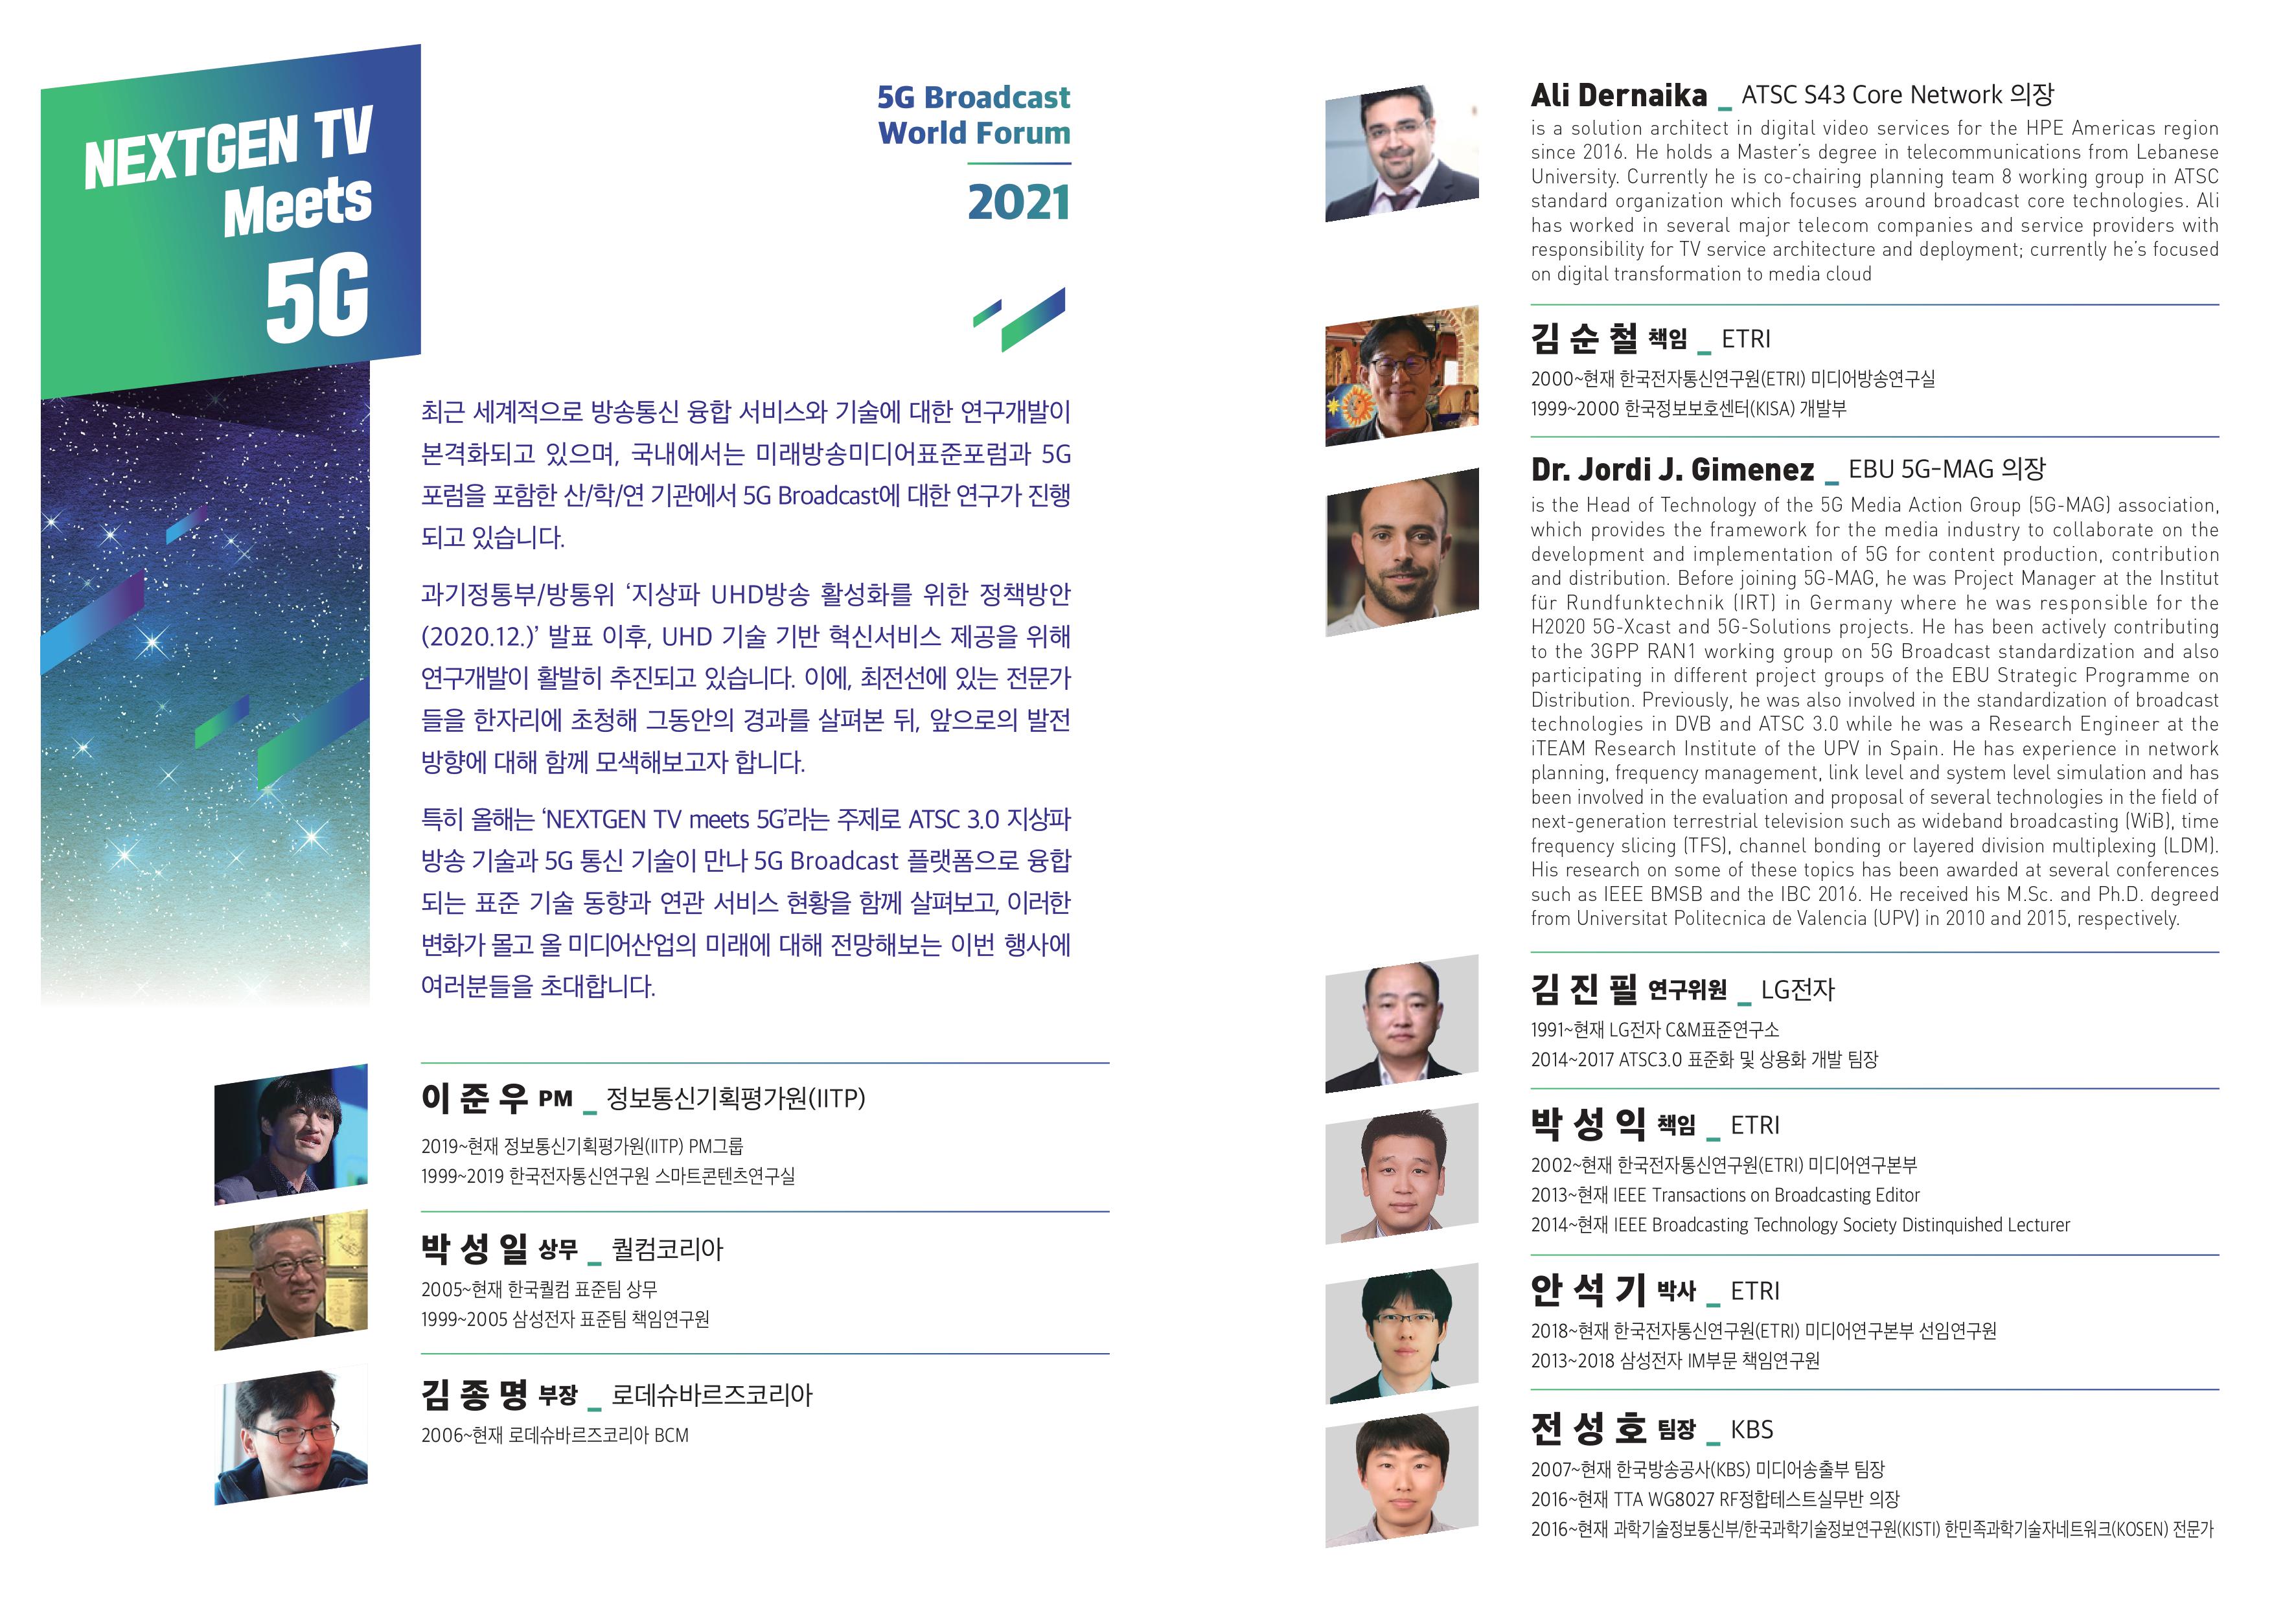 NEXTGEN TV
Meets
5G
5G Broadcast
World Forum
2021
최근 세계적으로 방송통신 융합 서비스와 기술에 대한 연구개발이
본격화되고 있으며, 국내에서는 미래방송미디어표준포럼과 5G
포럼을 포함한 산/학/연 기관에서 5G Broadcast에 대한 연구가 진행
되고 있습니다.
과기정통부/방통위 ‘지상파 UHD방송 활성화를 위한 정책방안
(2020.12.)’ 발표 이후, UHD 기술 기반 혁신서비스 제공을 위해
연구개발이 활발히 추진되고 있습니다. 이에, 최전선에 있는 전문가
들을 한자리에 초청해 그동안의 경과를 살펴본 뒤, 앞으로의 발전
방향에 대해 함께 모색해보고자 합니다.
특히 올해는 ‘NEXTGEN TV meets 5G’라는 주제로 ATSC 3.0 지상파
방송 기술과 5G 통신 기술이 만나 5G Broadcast 플랫폼으로 융합
되는 표준 기술 동향과 연관 서비스 현황을 함께 살펴보고, 이러한
변화가 몰고 올 미디어산업의 미래에 대해 전망해보는 이번 행사에
여러분들을 초대합니다.
이 준 우 PM _ 정보통신기획평가원(IITP)
2019~현재 정보통신기획평가원(IITP) PM그룹
1999~2019 한국전자통신연구원 스마트콘텐츠연구실
박 성 일 상무 _ 퀄컴코리아
2005~현재 한국퀄컴 표준팀 상무
1999~2005 삼성전자 표준팀 책임연구원
김 종 명 부장 _ 로데슈바르즈코리아
2006~현재 로데슈바르즈코리아 BCM
Ali Dernaika _ ATSC S43 Core Network 의장
is a solution architect in digital video services for the HPE Americas region
since 2016. He holds a Master's degree in telecommunications from Lebanese
University. Currently he is co-chairing planning team 8 working group in ATSC
standard organization which focuses around broadcast core technologies. Ali
has worked in several major telecom companies and service providers with
responsibility for TV service architecture and deployment; currently he's focused
on digital transformation to media cloud
김 순 철 책임 _ ETRI
2000~현재 한국전자통신연구원(ETRI) 미디어방송연구실
1999~2000 한국정보보호센터(KISA) 개발부
Dr. Jordi J. Gimenez _ EBU 5G-MAG 의장
is the Head of Technology of the 5G Media Action Group (5G-MAG) association,
which provides the framework for the media industry to collaborate on the
development and implementation of 5G for content production, contribution
and distribution. Before joining 5G-MAG, he was Project Manager at the Institut
für Rundfunktechnik (IRT) in Germany where he was responsible for the
H2020 5G-Xcast and 5G-Solutions projects. He has been actively contributing
to the 3GPP RAN1 working group on 5G Broadcast standardization and also
participating in different project groups of the EBU Strategic Programme on
Distribution. Previously, he was also involved in the standardization of broadcast
technologies in DVB and ATSC 3.0 while he was a Research Engineer at the
iTEAM Research Institute of the UPV in Spain. He has experience in network
planning, frequency management, link level and system level simulation and has
been involved in the evaluation and proposal of several technologies in the field of
next-generation terrestrial television such as wideband broadcasting (WiB), time
frequency slicing (TFS), channel bonding or layered division multiplexing (LDM).
His research on some of these topics has been awarded at several conferences
such as IEEE BMSB and the IBC 2016. He received his M.Sc. and Ph.D. degreed
from Universitat Politecnica de Valencia (UPV) in 2010 and 2015, respectively.
김 진 필 연구위원 _ LG전자
1991~현재 LG전자 C&M표준연구소
2014~2017 ATSC3.0 표준화 및 상용화 개발 팀장
박 성 익 책임 _ ETRI
2002~현재 한국전자통신연구원(ETRI) 미디어연구본부
2013~현재 IEEE Transactions on Broadcasting Editor
2014~현재 IEEE Broadcasting Technology Society Distinquished Lecturer
안 석 기 박사 _ ETRI
2018~현재 한국전자통신연구원(ETRI) 미디어연구본부 선임연구원
2013~2018 삼성전자 IM부문 책임연구원
전 성 호 팀장 _ KBS
2007~현재 한국방송공사(KBS) 미디어송출부 팀장
2016~현재 TTA WG8027 RF정합테스트실무반 의장
2016~현재 과학기술정보통신부/한국과학기술정보연구원(KISTI) 한민족과학기술자네트워크(KOSEN) 전문가